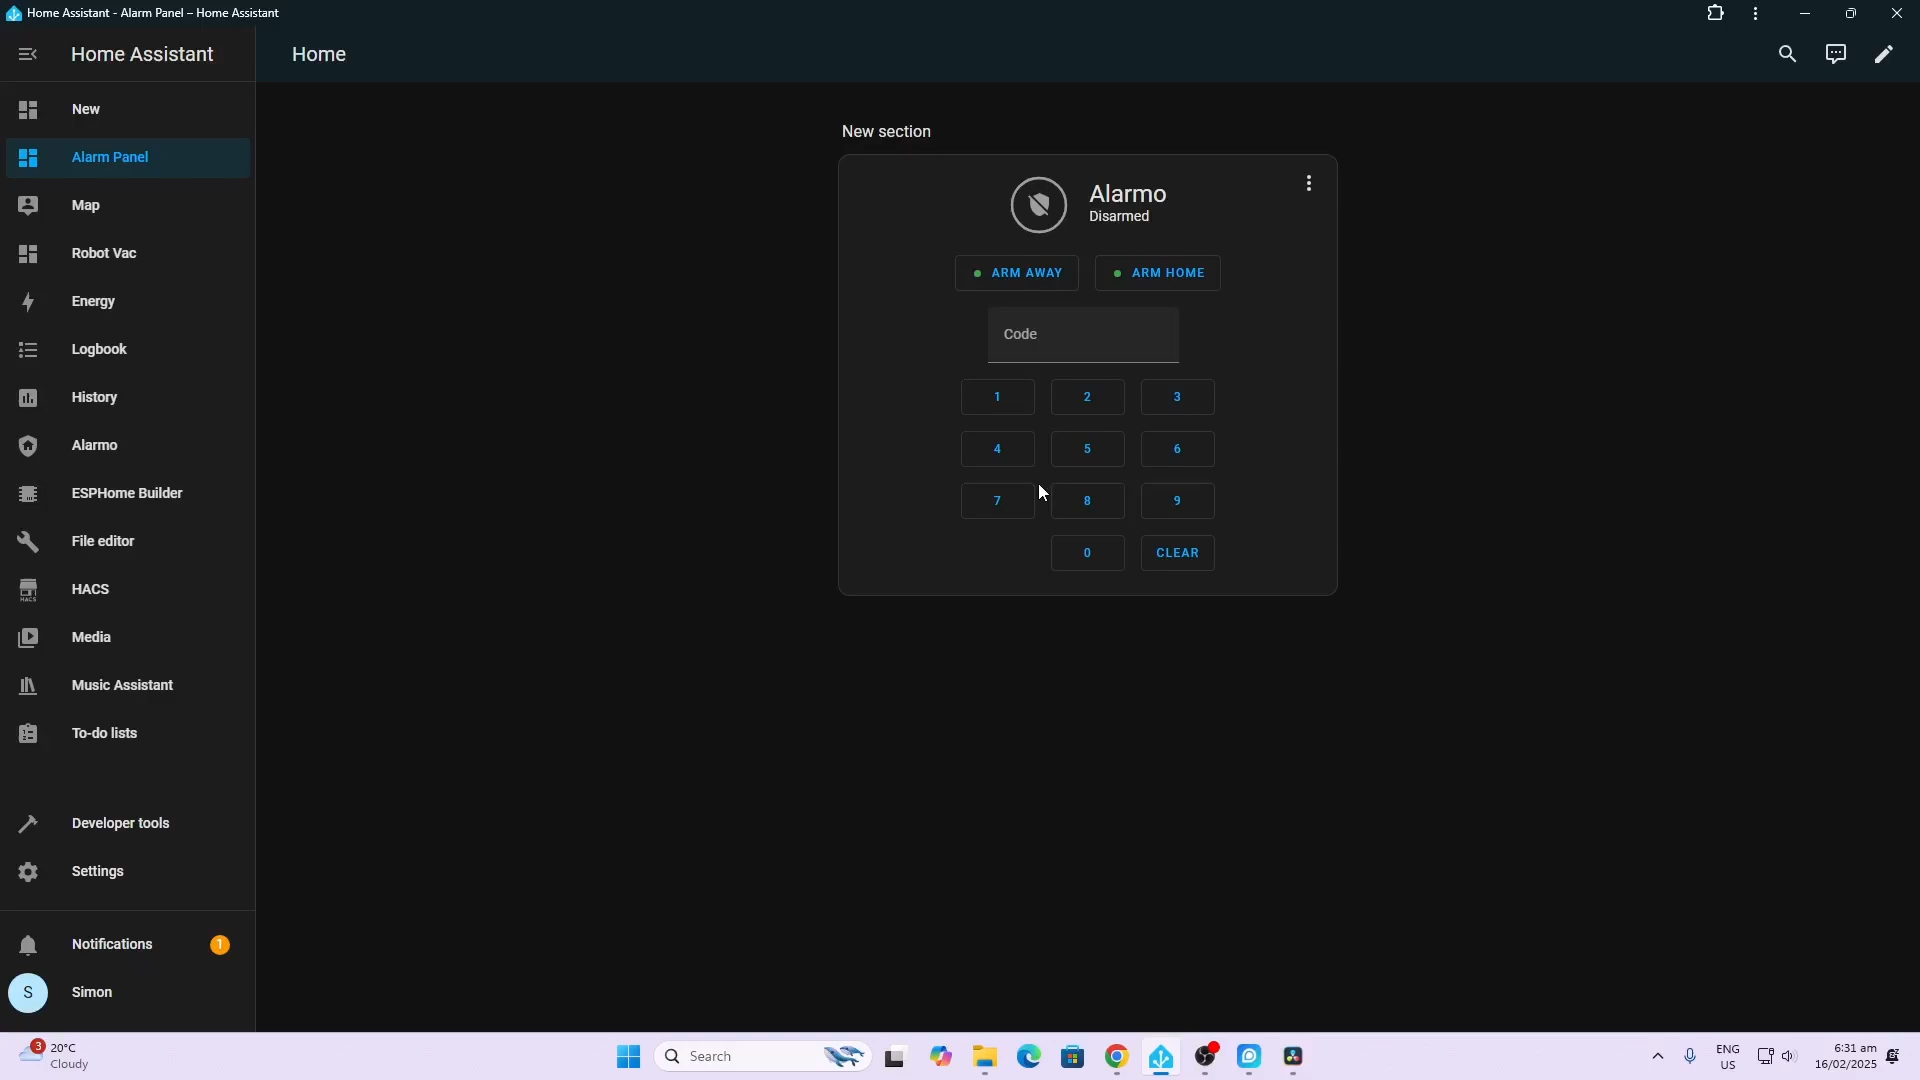 Home Assistant - Alarm Panel – Home Assistant
Home Assistant
Home
New
Alarm Panel
Map
Robot Vac
Energy
Logbook
History
Alarmo
ESPHome Builder
File editor
HACS
HACS
Media
Music Assistant
To-do lists
Developer tools
Settings
Notifications
1
S
Simon
New section
Alarmo
Disarmed
ARM AWAY
ARM HOME
Code
1 2 3
4 5 6
7 8 9
0 CLEAR
3
20°C
Cloudy
Search
ENG
US
6:31 am
16/02/2025